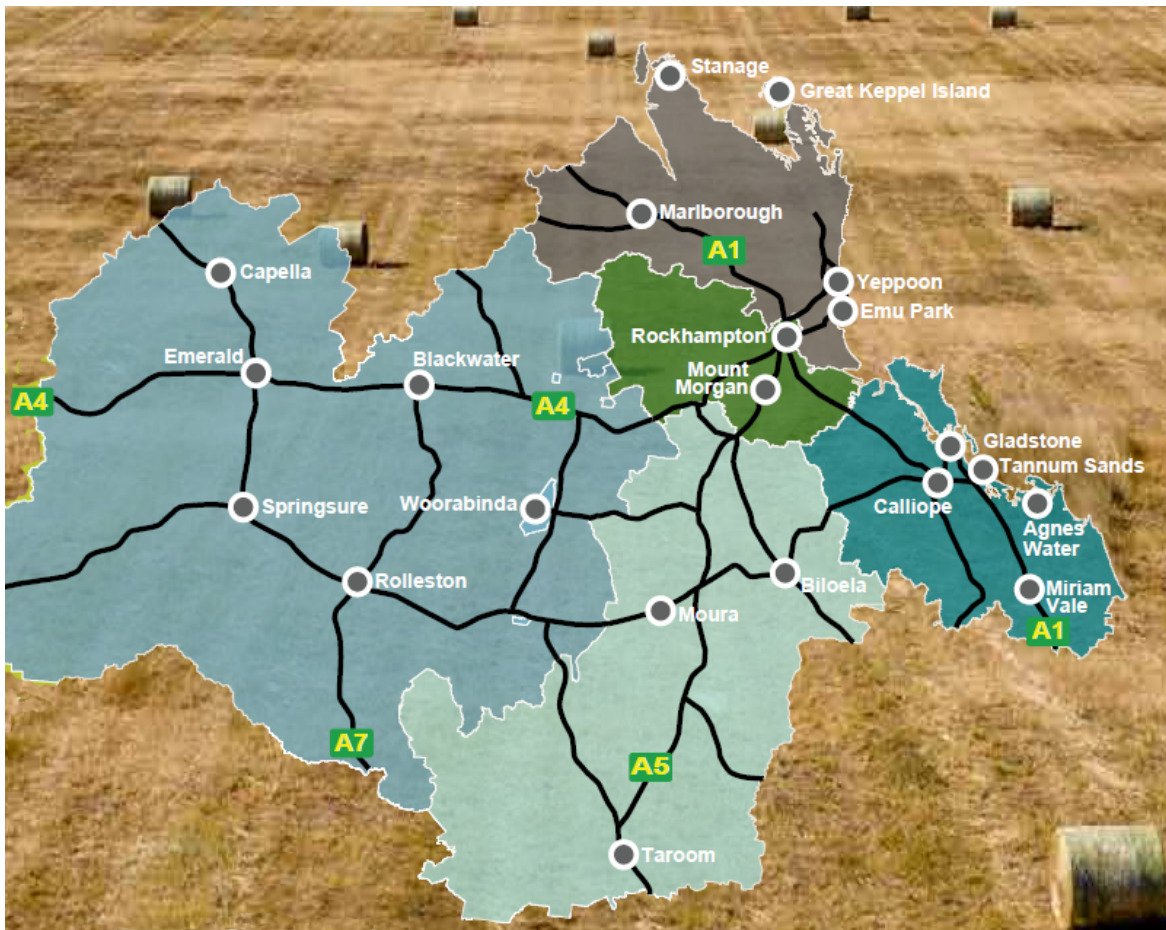 Stanage
Great Keppel Island
Marlborough
A1
Capella
Yeppoon
Emu Park
Rockhampton
Emerald
Blackwater
Mount
Morgan
A4
A4
Gladstone
Tannum Sands
Calliope
Springsure
Woorabinda
Agnes
Water
Rolleston
Biloela
Miriam
Vale
Moura
A1
A7
A5
Taroom